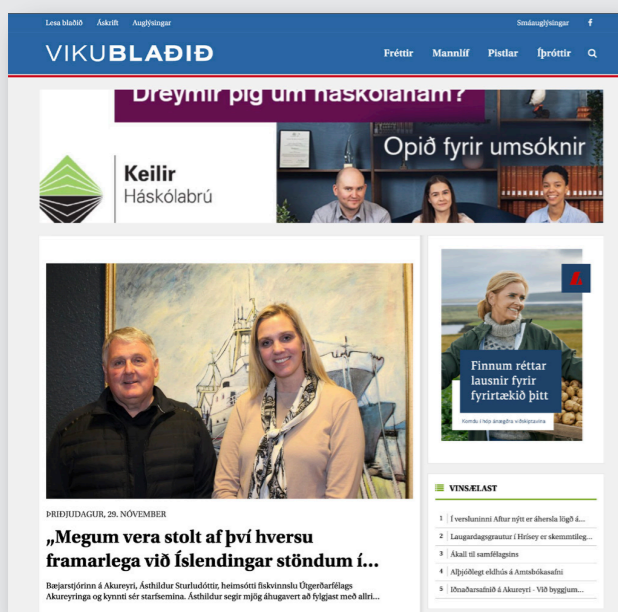 Lesa blaðið Áskrift Auglýsingar
Smáauglýsingar f
VIKUBLAÐIÐ
Fréttir Mannlíf Pistlar Íþróttir
Dreymir þig um háskólanám?
Opið fyrir umsóknir
Keilir
Háskólabrú
Finnum réttar
lausnir fyrir
fyrirtækið þitt
Komdu í hóp ánægðra viðskiptavina
ÞRIÐJUDAGUR, 29. NÓVEMBER
„Megum vera stolt af því hversu
framarlega við Íslendingar stöndum í...
Bæjarstjórinn á Akureyri, Ásthildur Sturludóttir, heimsótti fiskvinnslu Útgerðarfélags
Akureyringa og kynnti sér starfsemina. Ásthildur segir mjög áhugavert að fylgjast með allri...
VINSÆLAST
1 Í versluninni Aftur nýtt er áhersla lögð á...
2 Laugardagsgrautur í Hrísey er skemmtileg...
3 Ákall til samfélagsins
4 Alþjóðlegt eldhús á Amtsbókasafni
5 Iðnaðarsafnið á Akureyri - Við byggjum...